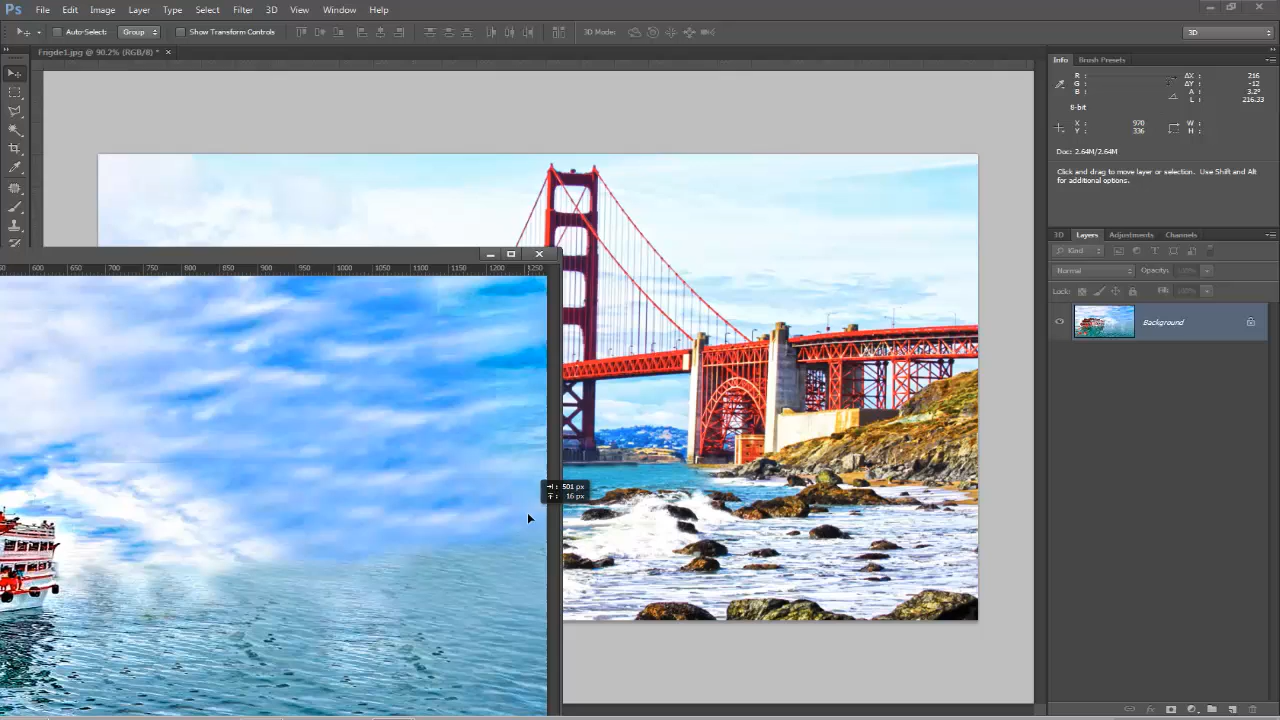 Ps File Edit Image Layer Type Select Filter 3D View Window Help
Auto-Select: Group Show Transform Controls 3D Mode: 3D
Frigde1.jpg @ 90.2% (RGB/8) *
Info Brush Presets
R : ΔX : 216
G : ΔY : -12
B : A : 3.2°
L : 216.33
8-bit
X : 970 W :
Y : 336 H :
Doc: 2.64M/2.64M
Click and drag to move layer or selection. Use Shift and Alt
for additional options.
3D Layers Adjustments Channels
Kind
Normal Opacity: 100%
Lock: Fill: 100%
Background
600 650 700 750 800 850 900 950 1000 1050 1100 1150 1200 1250
501 px
16 px